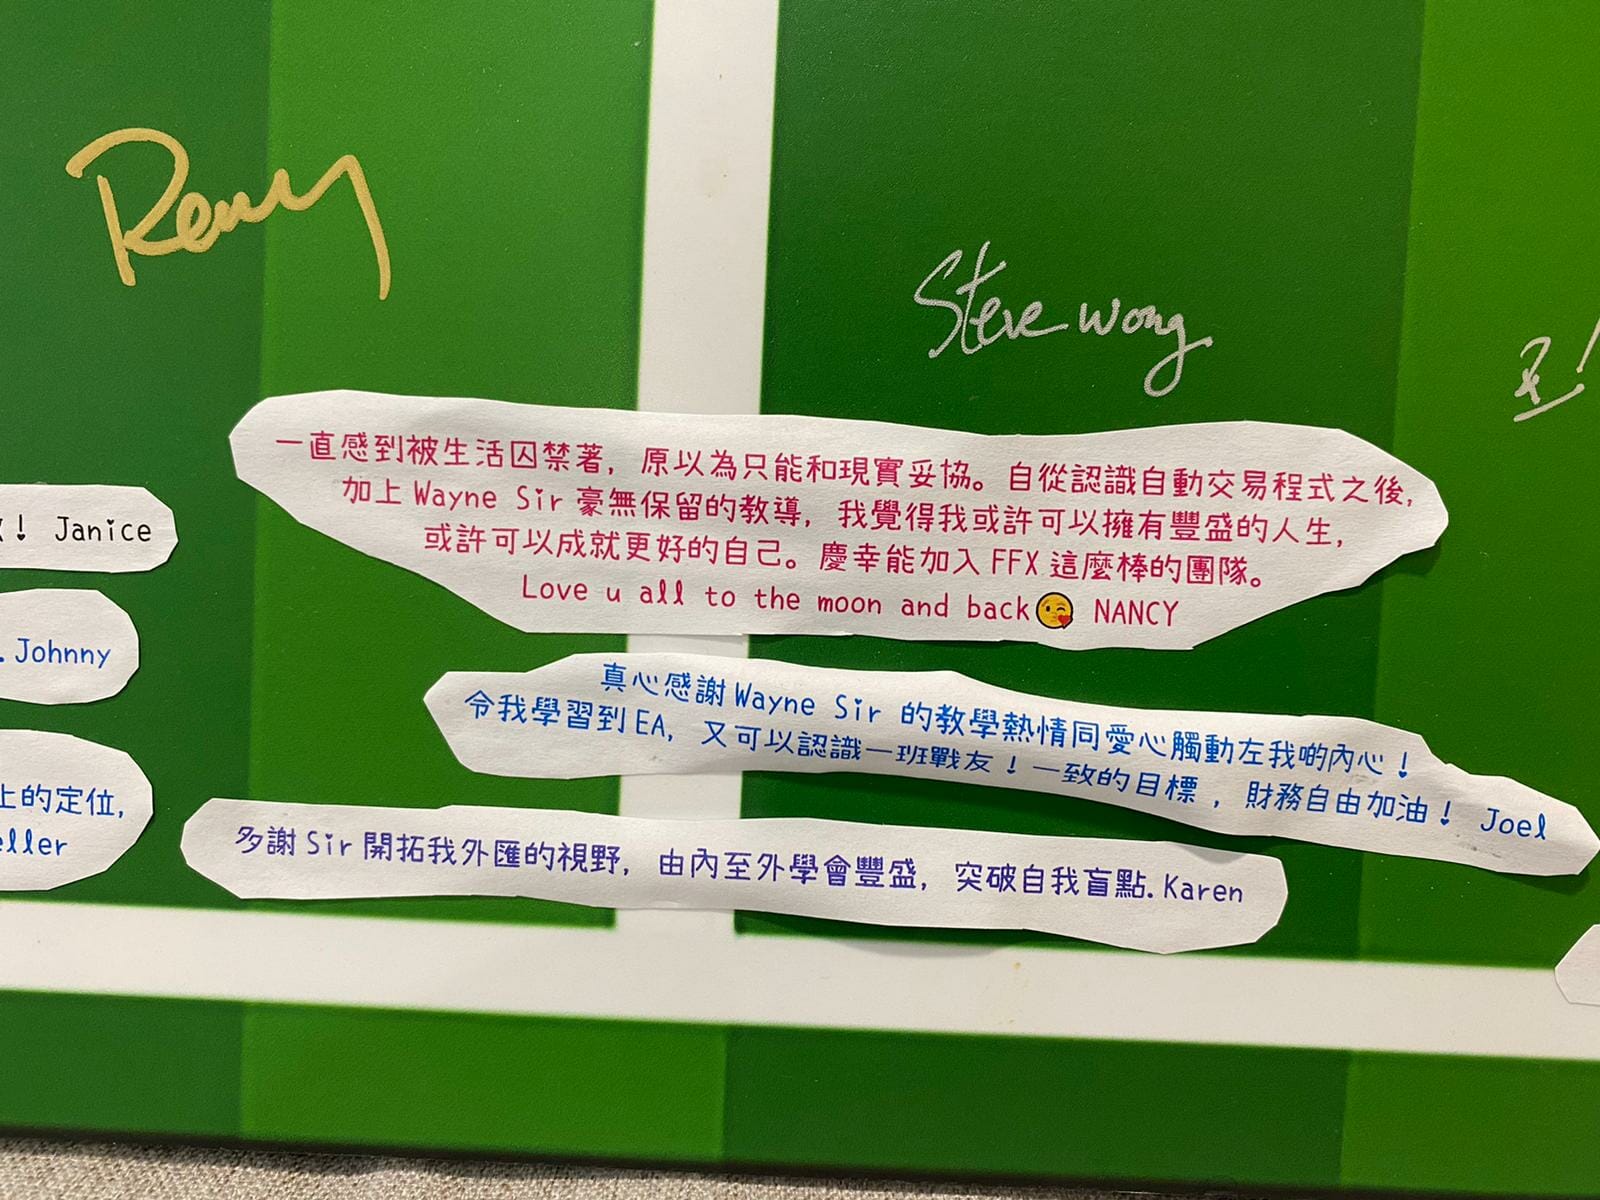 Steve Wong
一直感到被生活囚禁著，原以為只能和現實妥協。自從認識自動交易程式之後，
加上 Wayne Sir 豪無保留的教導，我覺得我或許可以擁有豐盛的人生，
或許可以成就更好的自己。慶幸能加入 FFX 這麼棒的團隊。
Love u all to the moon and back😘 NANCY
! Janice
. Johnny
上的定位，
eller
真心感謝 Wayne Sir 的教學熱情同愛心觸動左我啲內心！
令我學習到 EA，又可以認識一班戰友！一致的目標，財務自由加油！ Joel
多謝 Sir 開拓我外匯的視野，由內至外學會豐盛，突破自我盲點. Karen